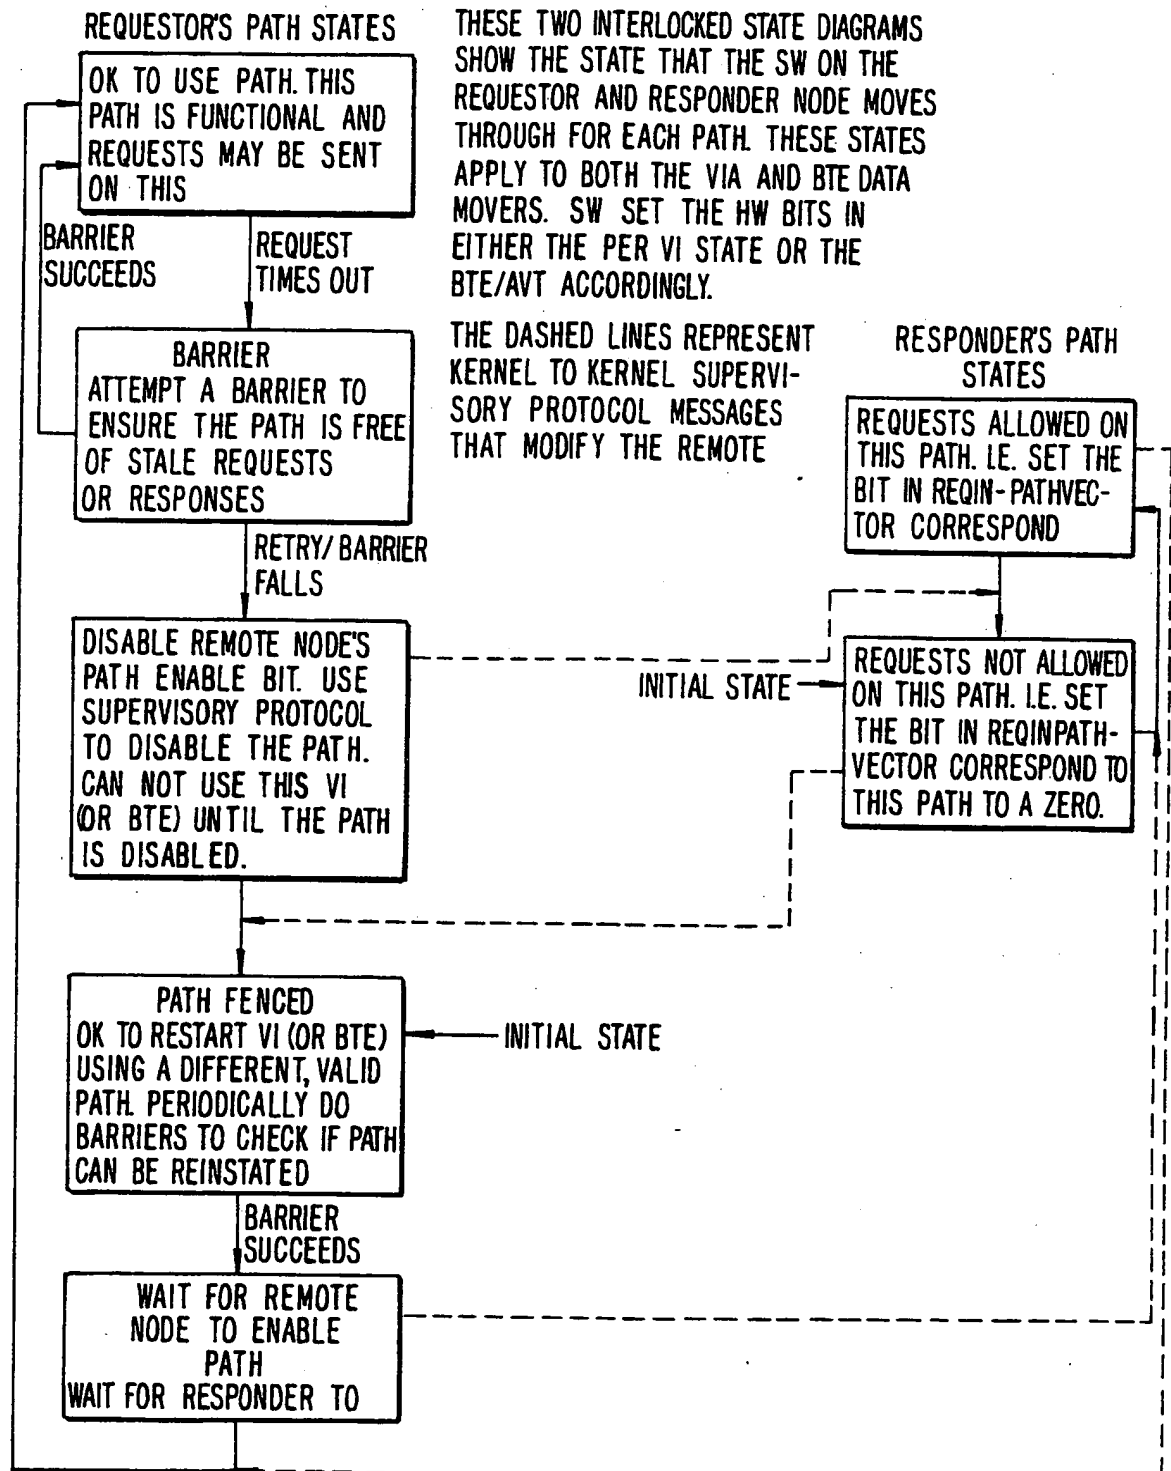 REQUESTOR'S PATH STATES
OK TO USE PATH. THIS
PATH IS FUNCTIONAL AND
REQUESTS MAY BE SENT
ON THIS
BARRIER
SUCCEEDS
REQUEST
TIMES OUT
BARRIER
ATTEMPT A BARRIER TO
ENSURE THE PATH IS FREE
OF STALE REQUESTS
OR RESPONSES
RETRY/BARRIER
FALLS
DISABLE REMOTE NODE'S
PATH ENABLE BIT. USE
SUPERVISORY PROTOCOL
TO DISABLE THE PATH.
CAN NOT USE THIS VI
(OR BTE) UNTIL THE PATH
IS DISABLED.
PATH FENCED
OK TO RESTART VI (OR BTE)
USING A DIFFERENT, VALID
PATH. PERIODICALLY DO
BARRIERS TO CHECK IF PATH
CAN BE REINSTATED
INITIAL STATE
BARRIER
SUCCEEDS
WAIT FOR REMOTE
NODE TO ENABLE
PATH
WAIT FOR RESPONDER TO
THESE TWO INTERLOCKED STATE DIAGRAMS
SHOW THE STATE THAT THE SW ON THE
REQUESTOR AND RESPONDER NODE MOVES
THROUGH FOR EACH PATH. THESE STATES
APPLY TO BOTH THE VIA AND BTE DATA
MOVERS. SW SET THE HW BITS IN
EITHER THE PER VI STATE OR THE
BTE/AVT ACCORDINGLY.
THE DASHED LINES REPRESENT
KERNEL TO KERNEL SUPERVI-
SORY PROTOCOL MESSAGES
THAT MODIFY THE REMOTE
RESPONDER'S PATH
STATES
REQUESTS ALLOWED ON
THIS PATH. I.E. SET THE
BIT IN REQIN-PATHVEC-
TOR CORRESPOND
INITIAL STATE
REQUESTS NOT ALLOWED
ON THIS PATH. I.E. SET
THE BIT IN REQINPATH-
VECTOR CORRESPOND TO
THIS PATH TO A ZERO.